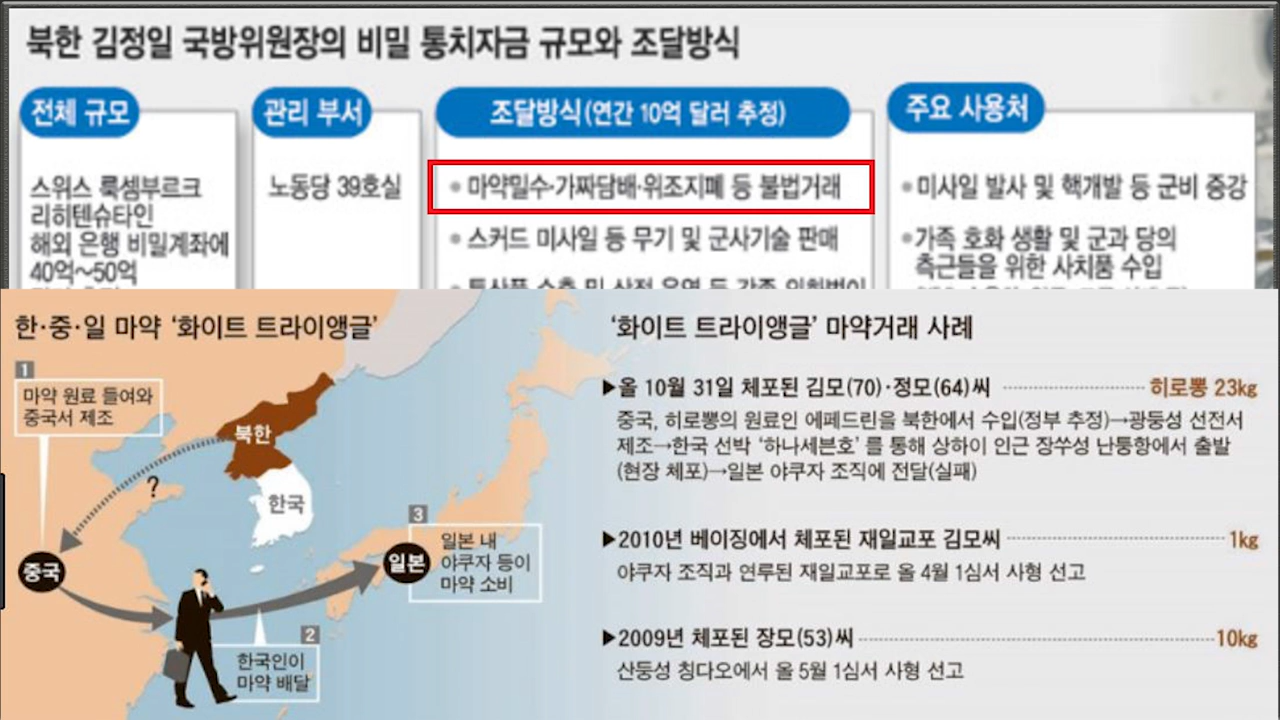 북한 김정일 국방위원장의 비밀 통치자금 규모와 조달방식
전체 규모
스위스 룩셈부르크
리히텐슈타인
해외 은행 비밀계좌에
40억~50억
관리 부서
노동당 39호실
조달방식(연간 10억 달러 추정)
• 마약밀수·가짜담배·위조지폐 등 불법거래
• 스커드 미사일 등 무기 및 군사기술 판매
주요 사용처
• 미사일 발사 및 핵개발 등 군비 증강
• 가족 호화 생활 및 군과 당의
측근들을 위한 사치품 수입
한·중·일 마약 ‘화이트 트라이앵글’
1
마약 원료 들여와
중국서 제조
북한
?
한국
중국
3
일본
일본 내
야쿠자 등이
마약 소비
2
한국인이
마약 배달
‘화이트 트라이앵글’ 마약거래 사례
▶올 10월 31일 체포된 김모(70)·정모(64)씨 히로뽕 23kg
중국, 히로뽕의 원료인 에페드린을 북한에서 수입(정부 추정)→광둥성 선전서
제조→한국 선박 ‘하나세븐호’를 통해 상하이 인근 장쑤성 난퉁항에서 출발
(현장 체포)→일본 야쿠자 조직에 전달(실패)
▶2010년 베이징에서 체포된 재일교포 김모씨 1kg
야쿠자 조직과 연루된 재일교포로 올 4월 1심서 사형 선고
▶2009년 체포된 장모(53)씨 10kg
산둥성 칭다오에서 올 5월 1심서 사형 선고